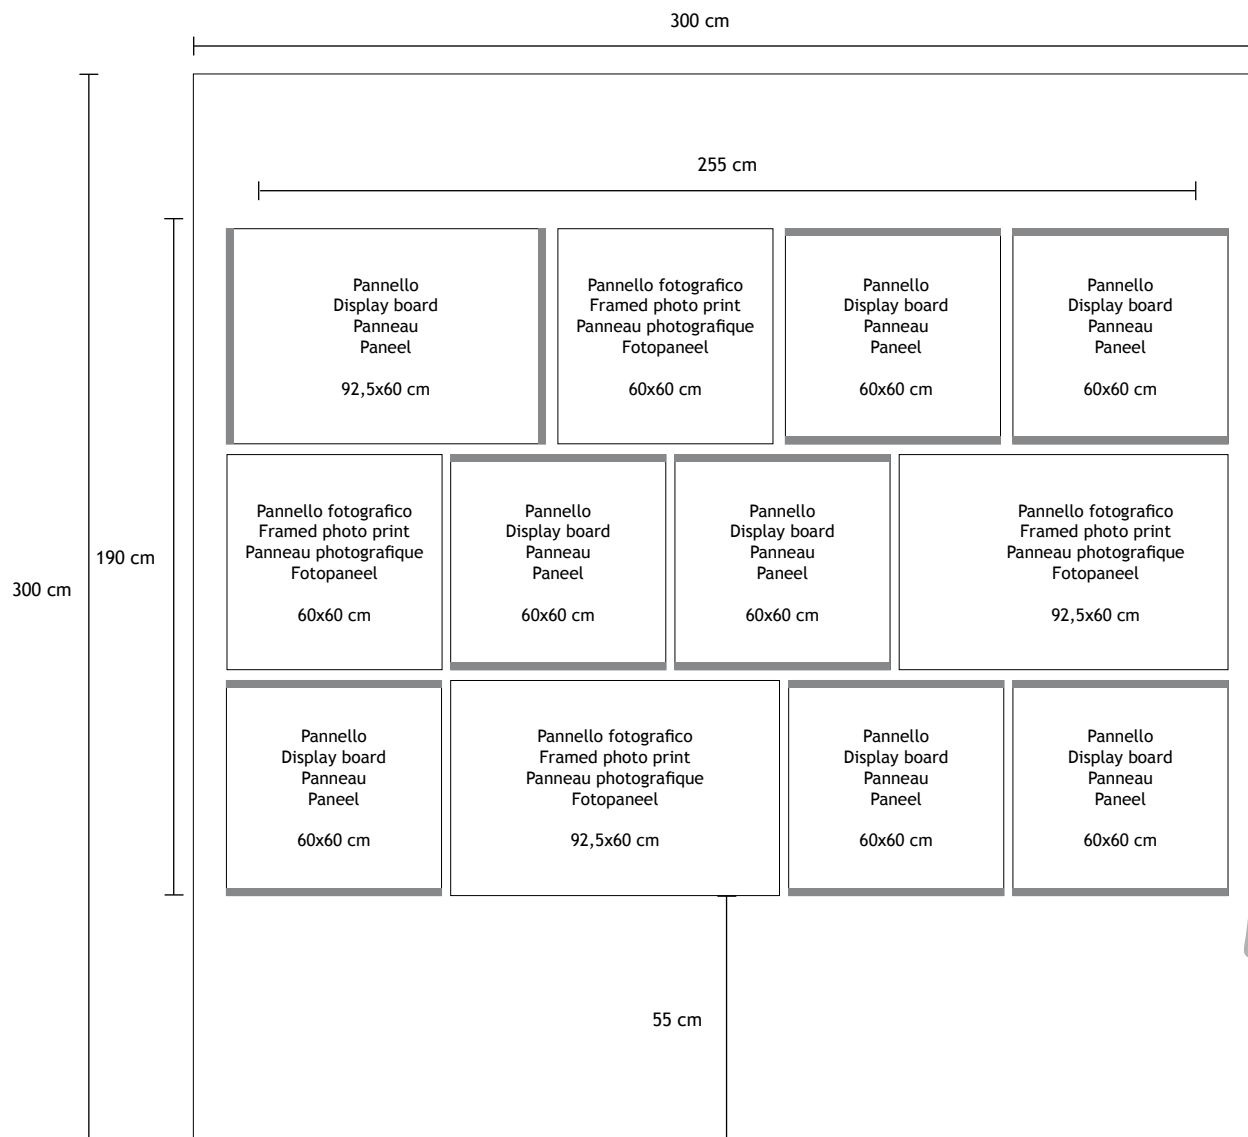 300 cm
255 cm
Pannello
Display board
Panneau
Paneel
92,5x60 cm
Pannello fotografico
Framed photo print
Panneau photografique
Fotopaneel
60x60 cm
Pannello
Display board
Panneau
Paneel
60x60 cm
Pannello
Display board
Panneau
Paneel
60x60 cm
300 cm
190 cm
Pannello fotografico
Framed photo print
Panneau photografique
Fotopaneel
60x60 cm
Pannello
Display board
Panneau
Paneel
60x60 cm
Pannello
Display board
Panneau
Paneel
60x60 cm
Pannello fotografico
Framed photo print
Panneau photografique
Fotopaneel
92,5x60 cm
Pannello
Display board
Panneau
Paneel
60x60 cm
Pannello fotografico
Framed photo print
Panneau photografique
Fotopaneel
92,5x60 cm
Pannello
Display board
Panneau
Paneel
60x60 cm
Pannello
Display board
Panneau
Paneel
60x60 cm
55 cm